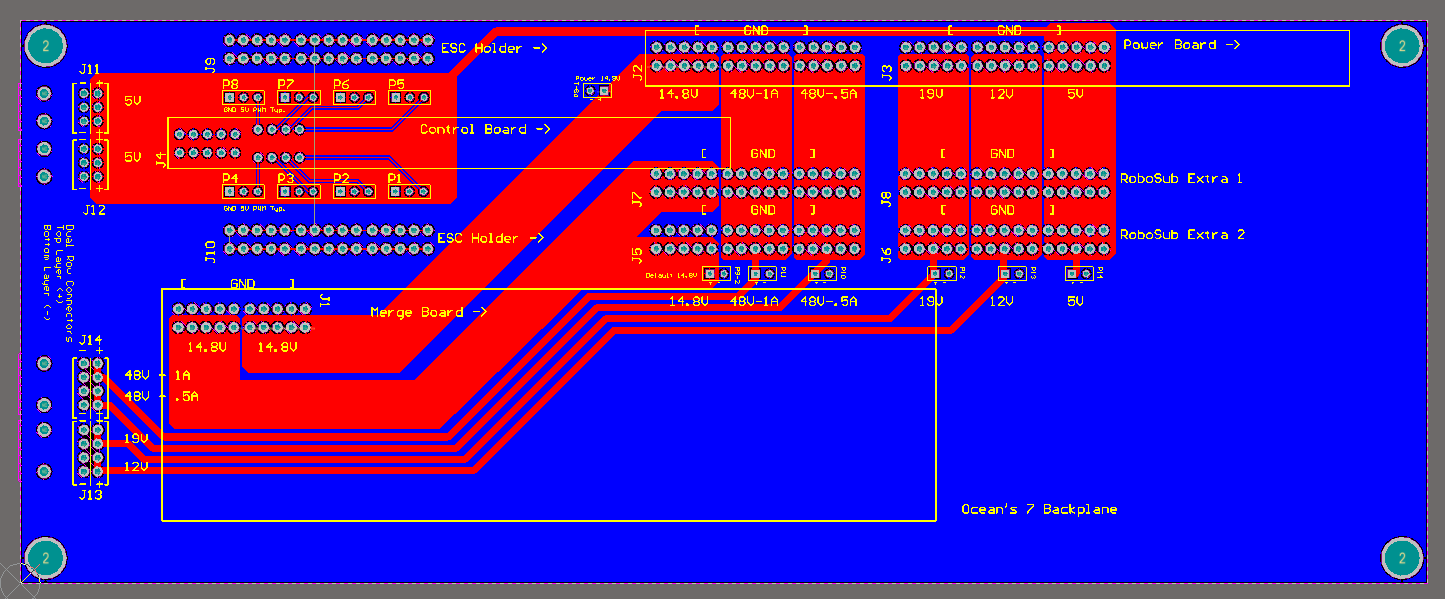 2
2
[ GND ]
[ GND ]
ESC Holder ->
Power Board ->
J11
J9
J2
J3
Power 14.8V
P8
P7
P6
P5
14.8V
48V-1A
48V-.5A
19V
12V
5V
5V
GND 5V PWM Typ.
Control Board ->
J4
5V
[ GND ]
[ GND ]
P4
P3
P2
P1
J7
J8
RoboSub Extra 1
J12
GND 5V PWM Typ.
[ GND ]
[ GND ]
ESC Holder ->
J10
J5
J6
RoboSub Extra 2
Dual Row Connectors
Top Layer (+)
Bottom Layer (-)
Default 14.8V
P11
P10
P12
P13
P14
[ GND ]
J1
14.8V
48V-1A
48V-.5A
19V
12V
5V
Merge Board ->
J14
14.8V
14.8V
48V - 1A
48V - .5A
19V
12V
J13
Ocean's 7 Backplane
2
2